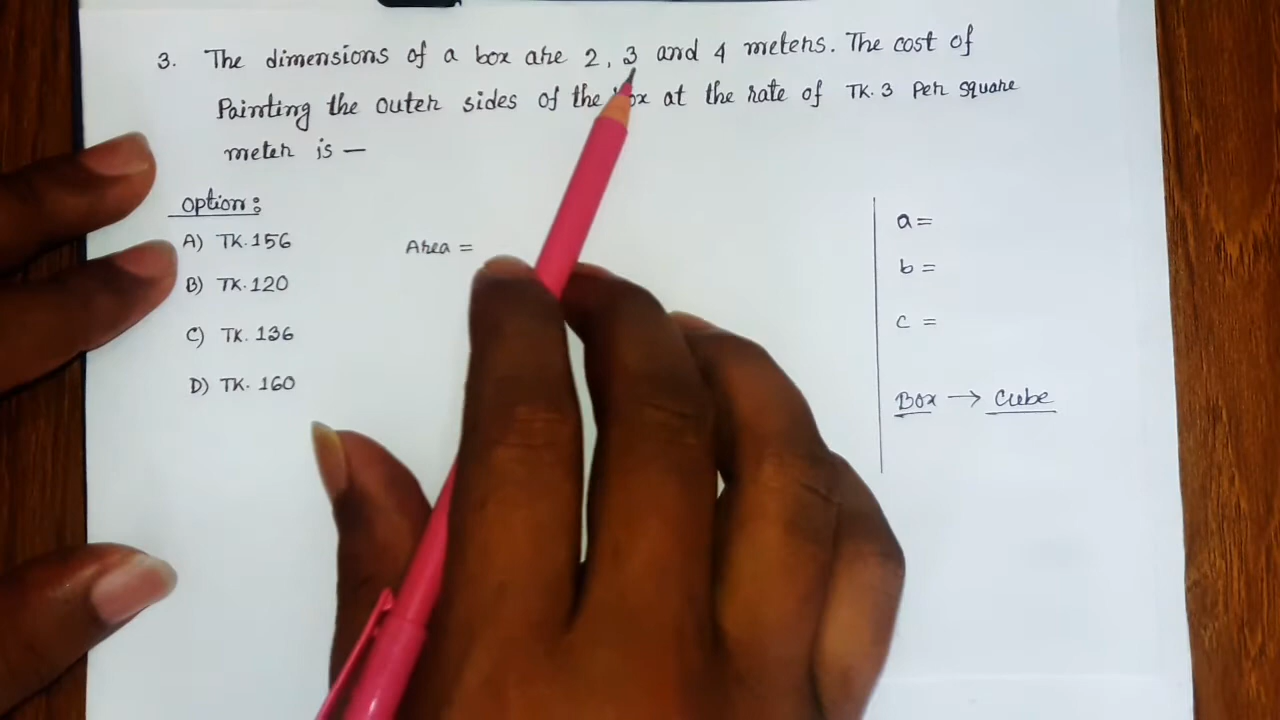 3. The dimensions of a box are 2, 3 and 4 meters. The cost of
Painting the outer sides of the box at the rate of TK. 3 Per square
meter is —
option:
A) TK. 156
B) TK. 120
C) TK. 136
D) TK. 160
Area =
a =
b =
c =
Box → Cube